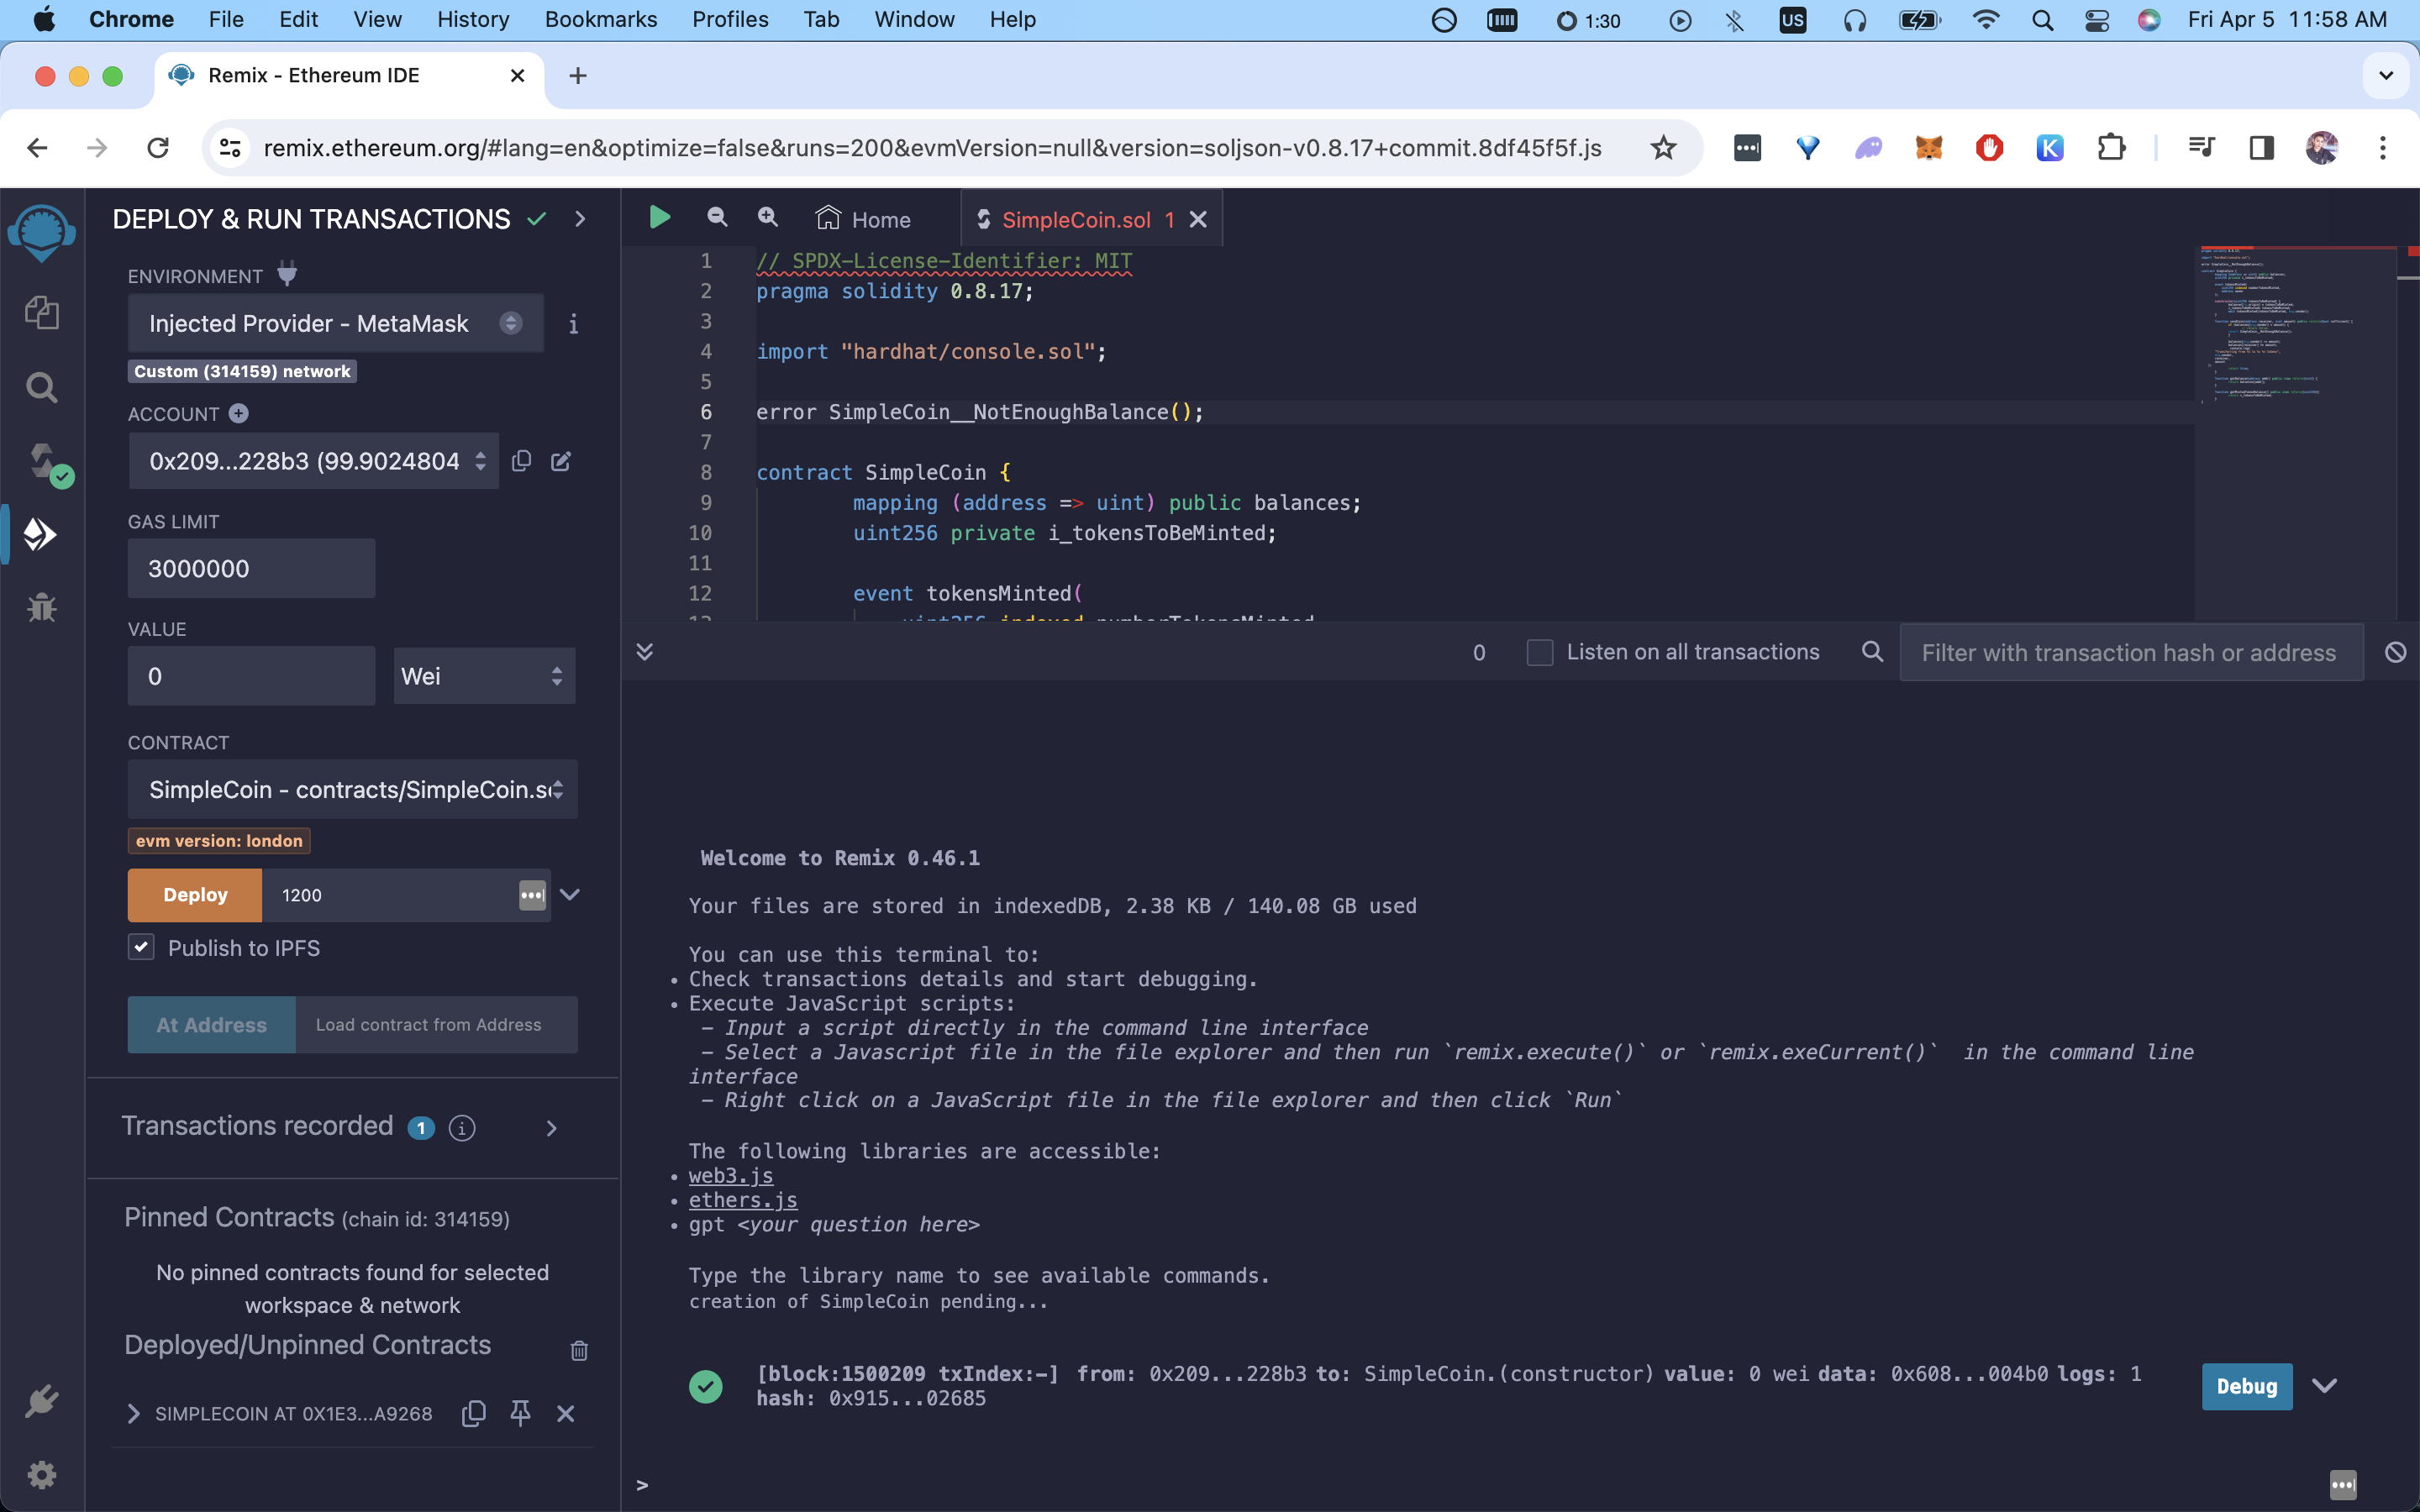 Chrome File Edit View History Bookmarks Profiles Tab Window Help 1:30 US Fri Apr 5 11:58 AM
Remix - Ethereum IDE
remix.ethereum.org/#lang=en&optimize=false&runs=200&evmVersion=null&version=soljson-v0.8.17+commit.8df45f5f.js
DEPLOY & RUN TRANSACTIONS
ENVIRONMENT
Injected Provider - MetaMask
Custom (314159) network
ACCOUNT
0x209...228b3 (99.9024804
GAS LIMIT
3000000
VALUE
0
Wei
CONTRACT
SimpleCoin - contracts/SimpleCoin.so
evm version: london
Deploy 1200
Publish to IPFS
At Address Load contract from Address
Transactions recorded 1
Pinned Contracts (chain id: 314159)
No pinned contracts found for selected
workspace & network
Deployed/Unpinned Contracts
SIMPLECOIN AT 0X1E3...A9268
Home SimpleCoin.sol 1
1 // SPDX-License-Identifier: MIT
2 pragma solidity 0.8.17;
3
4 import "hardhat/console.sol";
5
6 error SimpleCoin__NotEnoughBalance();
7
8 contract SimpleCoin {
9 mapping (address => uint) public balances;
10 uint256 private i_tokensToBeMinted;
11
12 event tokensMinted(
13 uint256 indexed numberTokensMinted
0 Listen on all transactions Filter with transaction hash or address
Welcome to Remix 0.46.1
Your files are stored in indexedDB, 2.38 KB / 140.08 GB used
You can use this terminal to:
• Check transactions details and start debugging.
• Execute JavaScript scripts:
- Input a script directly in the command line interface
- Select a Javascript file in the file explorer and then run `remix.execute()` or `remix.exeCurrent()` in the command line
interface
- Right click on a JavaScript file in the file explorer and then click `Run`
The following libraries are accessible:
• web3.js
• ethers.js
• gpt <your question here>
Type the library name to see available commands.
creation of SimpleCoin pending...
[block:1500209 txIndex:-] from: 0x209...228b3 to: SimpleCoin.(constructor) value: 0 wei data: 0x608...004b0 logs: 1
hash: 0x915...02685
Debug
>